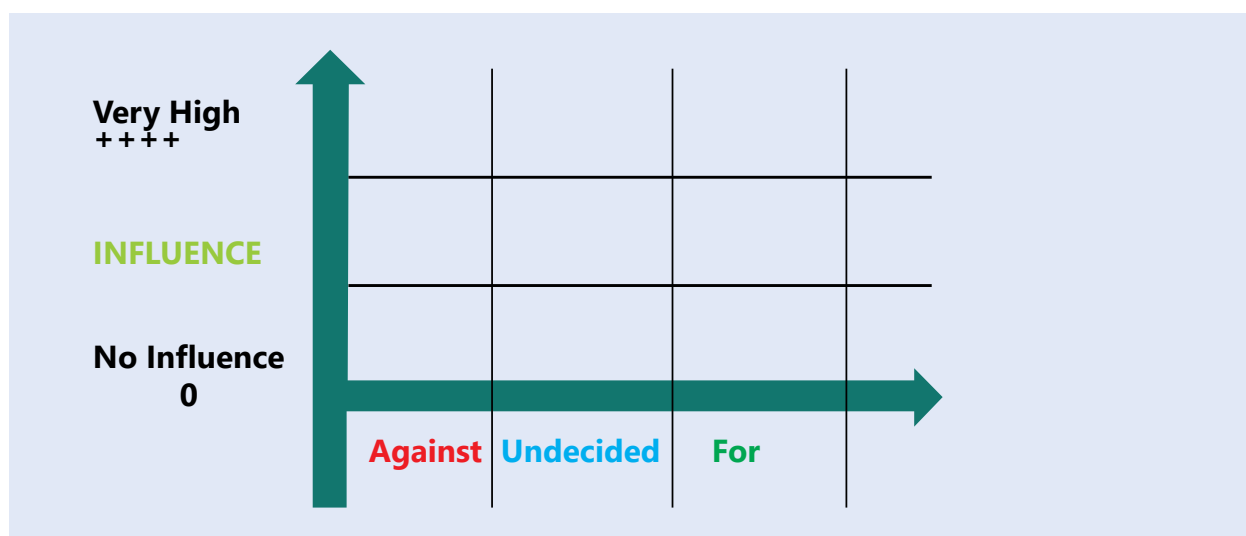 Very High
++++
INFLUENCE
No Influence
0
Against Undecided For